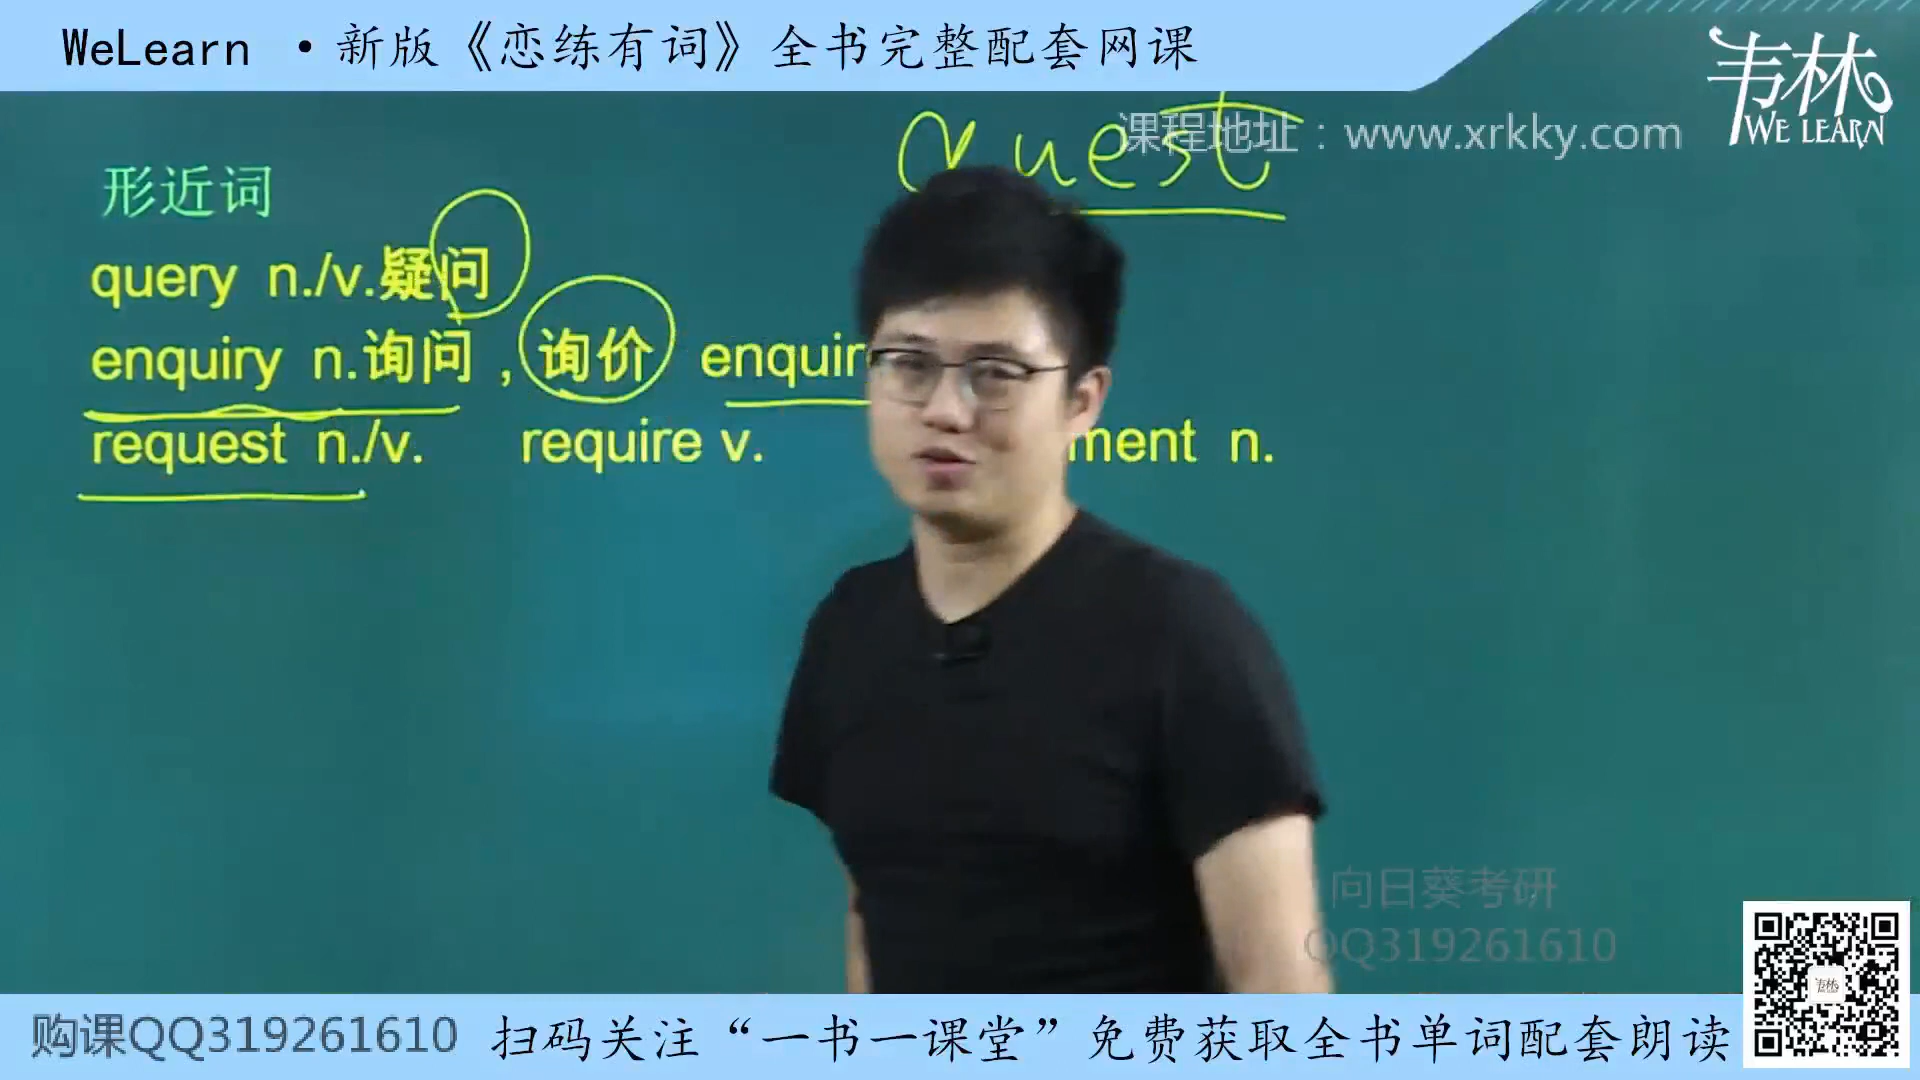 WeLearn ·新版《恋练有词》全书完整配套网课
韦林
WE LEARN
quest
课程地址：www.xrkky.com
形近词
query n./v.疑问
enquiry n.询问，询价 enquir
request n./v. require v. ment n.
向日葵考研
QQ319261610
购课QQ319261610 扫码关注“一书一课堂”免费获取全书单词配套朗读